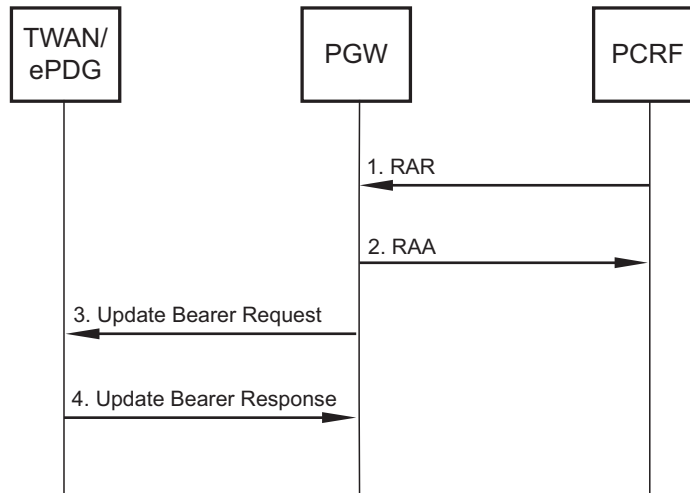 TWAN/
ePDG
PGW
PCRF
1. RAR
2. RAA
3. Update Bearer Request
4. Update Bearer Response